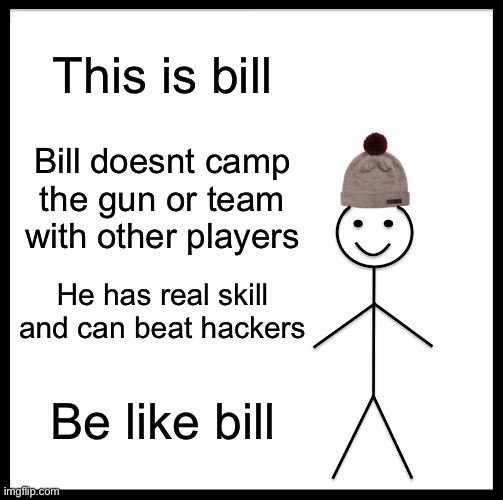 This is bill
Bill doesnt camp
the gun or team
with other players
He has real skill
and can beat hackers
Be like bill
imgflip.com